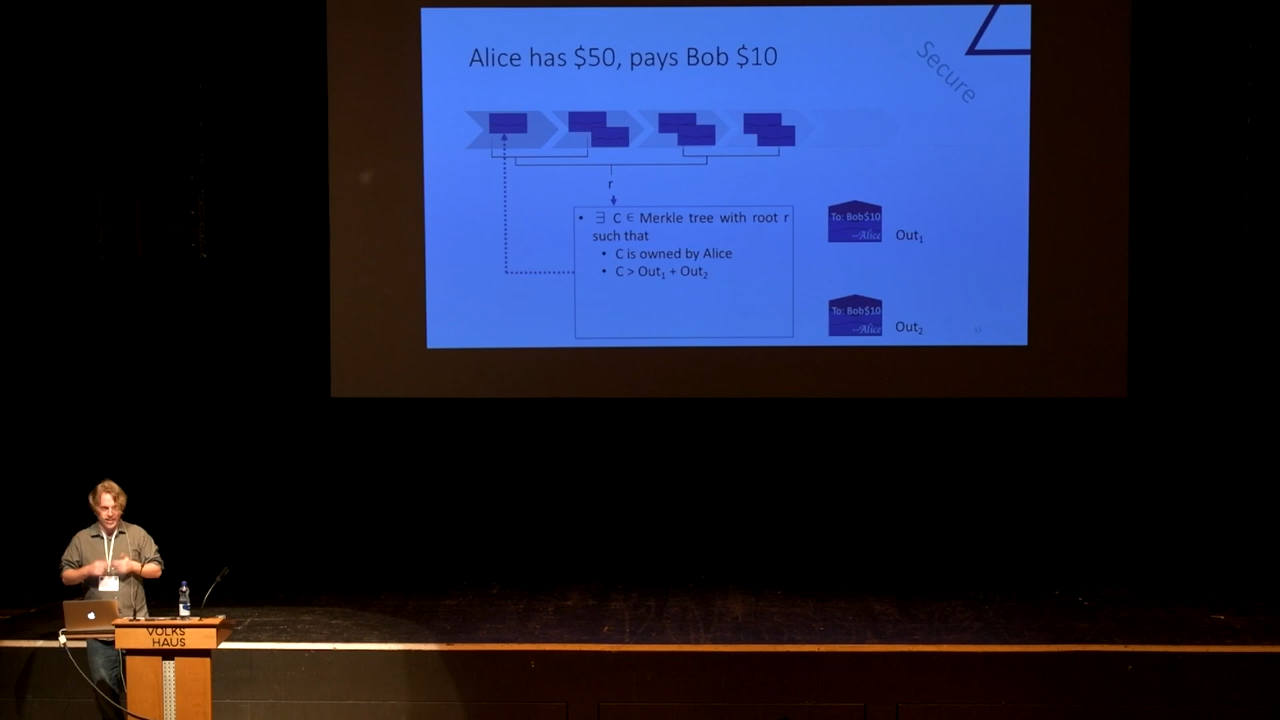 Alice has $50, pays Bob $10
Secure
r
• ∃ C ∈ Merkle tree with root r
such that
• C is owned by Alice
• C > Out₁ + Out₂
To: Bob$10
--Alice
Out₁
To: Bob$10
--Alice
Out₂
VOLKS
HAUS